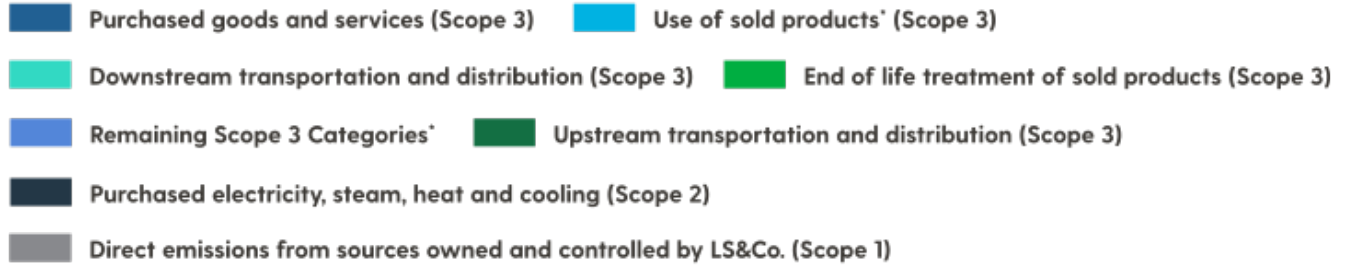 Purchased goods and services (Scope 3) Use of sold products* (Scope 3)
Downstream transportation and distribution (Scope 3) End of life treatment of sold products (Scope 3)
Remaining Scope 3 Categories* Upstream transportation and distribution (Scope 3)
Purchased electricity, steam, heat and cooling (Scope 2)
Direct emissions from sources owned and controlled by LS&Co. (Scope 1)